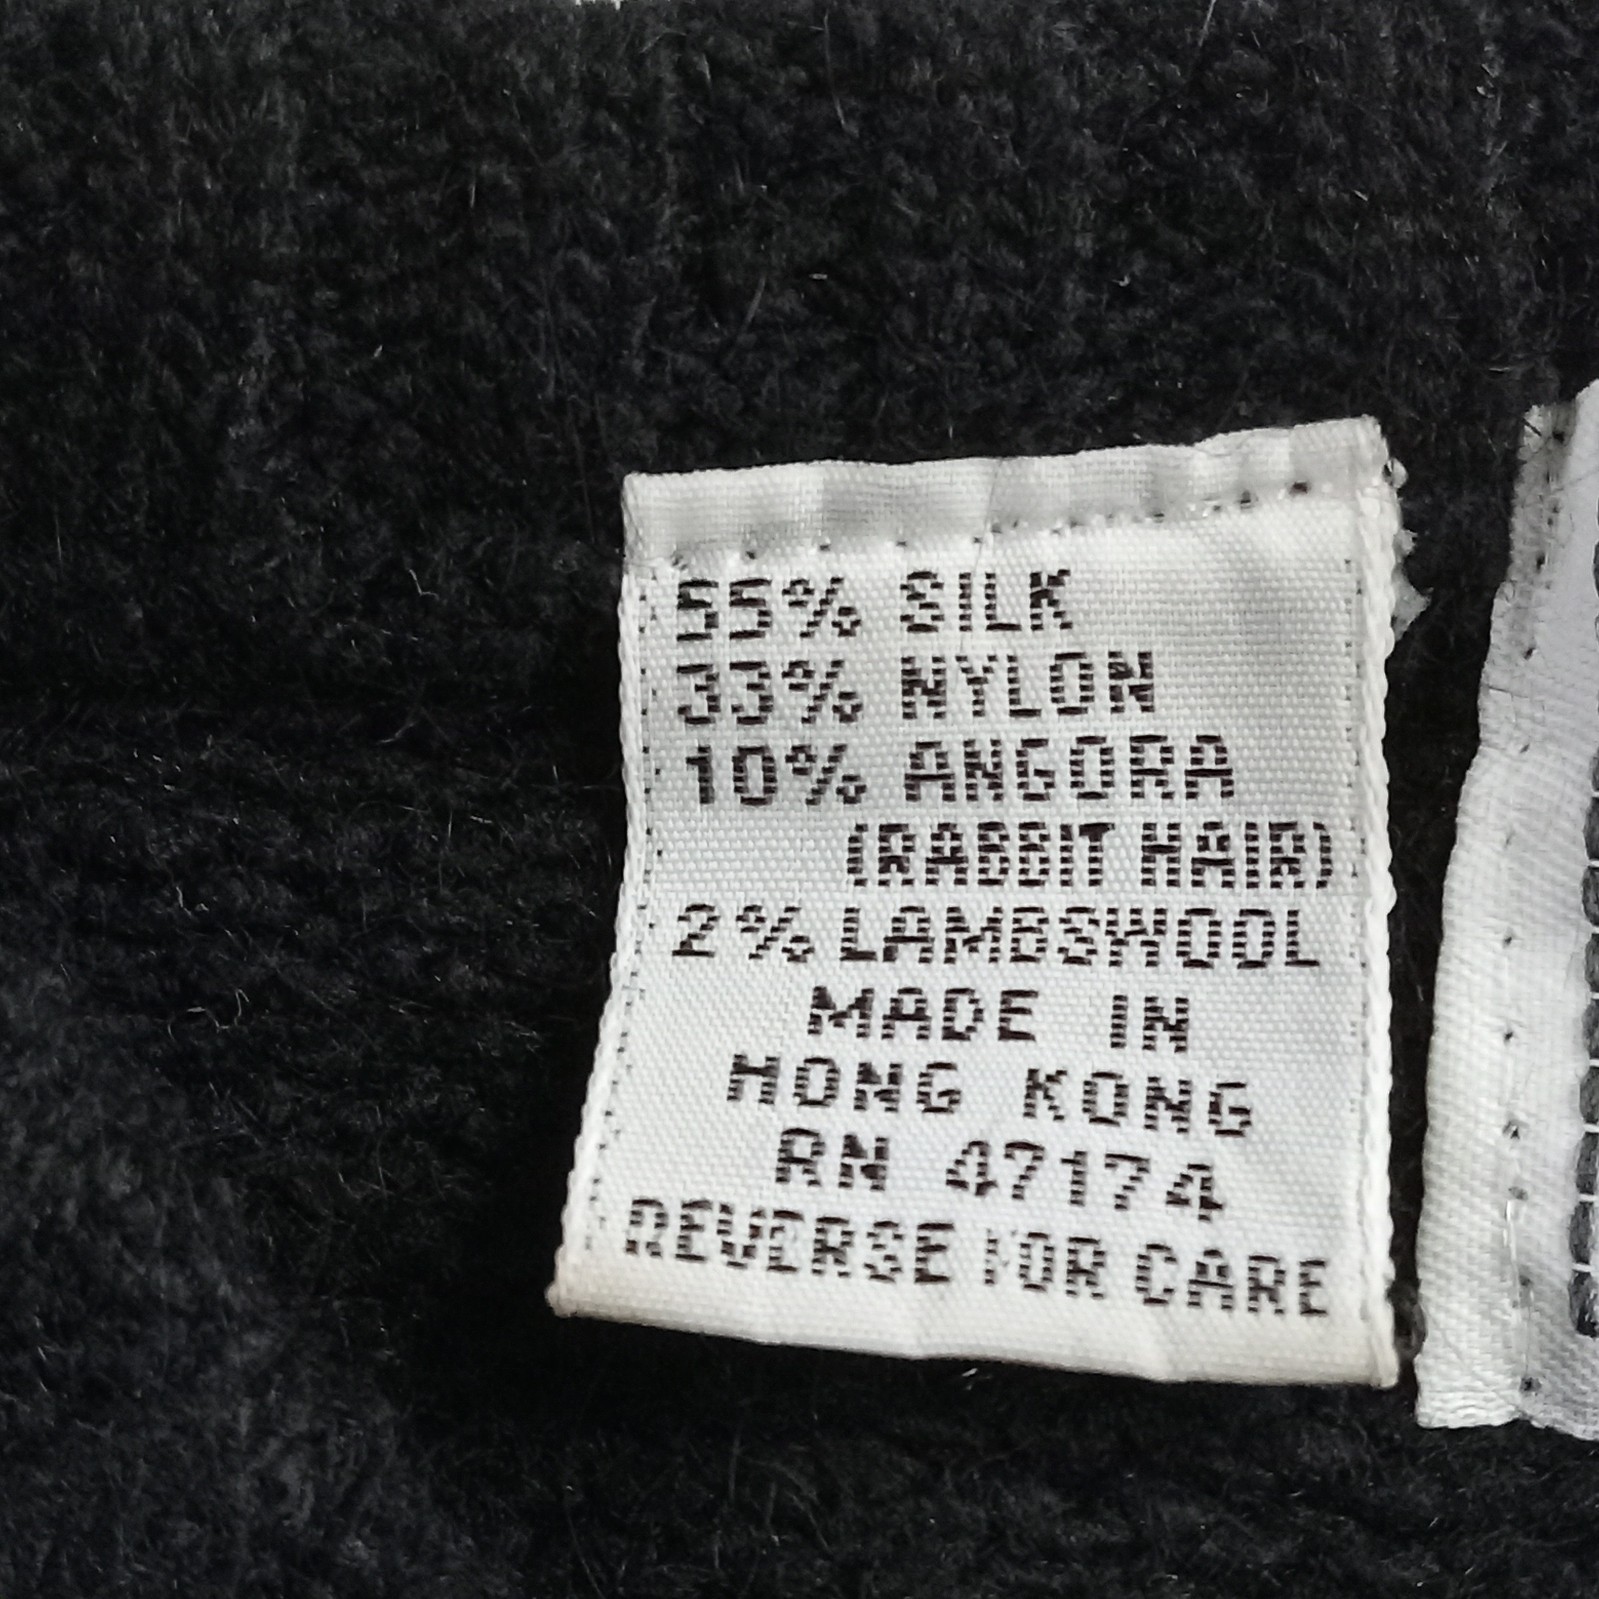 55% SILK
33% NYLON
10% ANGORA
(RABBIT HAIR)
2% LAMBSWOOL
MADE IN
HONG KONG
RN 47174
REVERSE FOR CARE